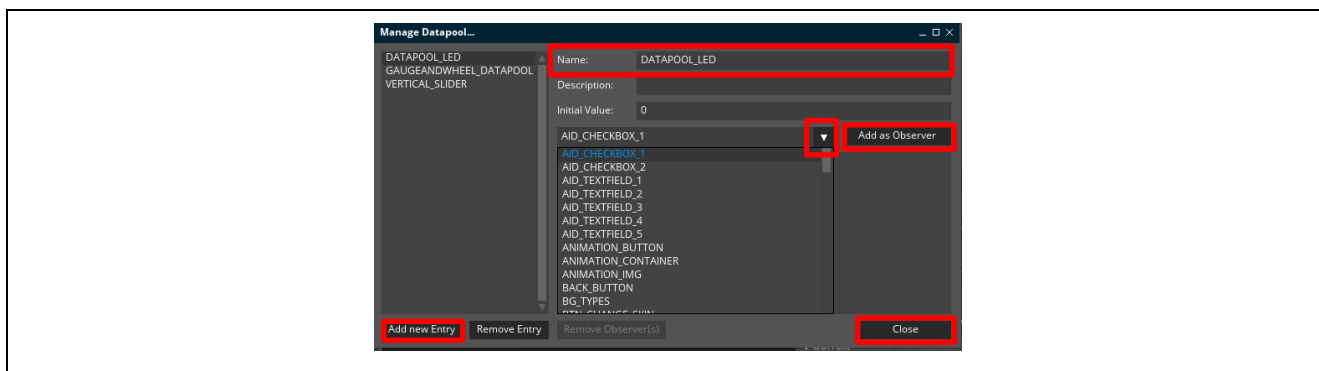 Manage Datapool...
DATAPOOL_LED
GAUGEANDWHEEL_DATAPOOL
VERTICAL_SLIDER
Name: DATAPOOL_LED
Description:
Initial Value: 0
AID_CHECKBOX_1 Add as Observer
AID_CHECKBOX_1
AID_CHECKBOX_2
AID_TEXTFIELD_1
AID_TEXTFIELD_2
AID_TEXTFIELD_3
AID_TEXTFIELD_4
AID_TEXTFIELD_5
ANIMATION_BUTTON
ANIMATION_CONTAINER
ANIMATION_IMG
BACK_BUTTON
BG_TYPES
Add new Entry Remove Entry Remove Observer(s) Close